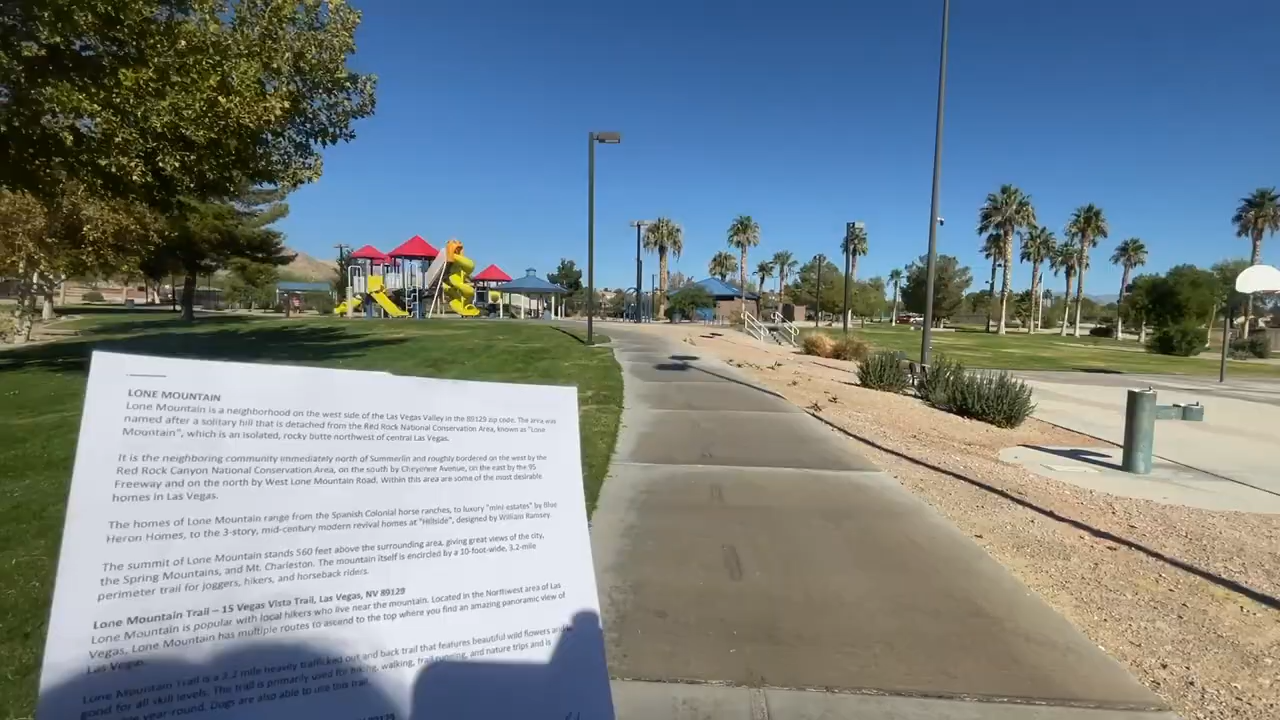 LONE MOUNTAIN
Lone Mountain is a neighborhood on the west side of the Las Vegas Valley in the 89129 zip code. The area was
named after a solitary hill that is detached from the Red Rock National Conservation Area, known as "Lone
Mountain", which is an isolated, rocky butte northwest of central Las Vegas.
It is the neighboring community immediately north of Summerlin and roughly bordered on the west by the
Red Rock Canyon National Conservation Area, on the south by Cheyenne Avenue, on the east by the 95
Freeway and on the north by West Lone Mountain Road. Within this area are some of the most desirable
homes in Las Vegas.
The homes of Lone Mountain range from the Spanish Colonial horse ranches, to luxury "mini estates" by Blue
Heron Homes, to the 3-story, mid-century modern revival homes at "Hillside", designed by William Ramsey.
The summit of Lone Mountain stands 560 feet above the surrounding area, giving great views of the city,
the Spring Mountains, and Mt. Charleston. The mountain itself is encircled by a 10-foot-wide, 3.2-mile
perimeter trail for joggers, hikers, and horseback riders.
Lone Mountain Trail – 15 Vegas Vista Trail, Las Vegas, NV 89129
Lone Mountain is popular with local hikers who live near the mountain. Located in the Northwest area of Las
Vegas, Lone Mountain has multiple routes to ascend to the top where you find an amazing panoramic view of
Las Vegas.
Lone Mountain Trail is a 2.2 mile heavily trafficked out and back trail that features beautiful wild flowers and is
good for all skill levels. The trail is primarily used for hiking, walking, trail running, and nature trips and is
year-round. Dogs are also able to use this trail.
89129